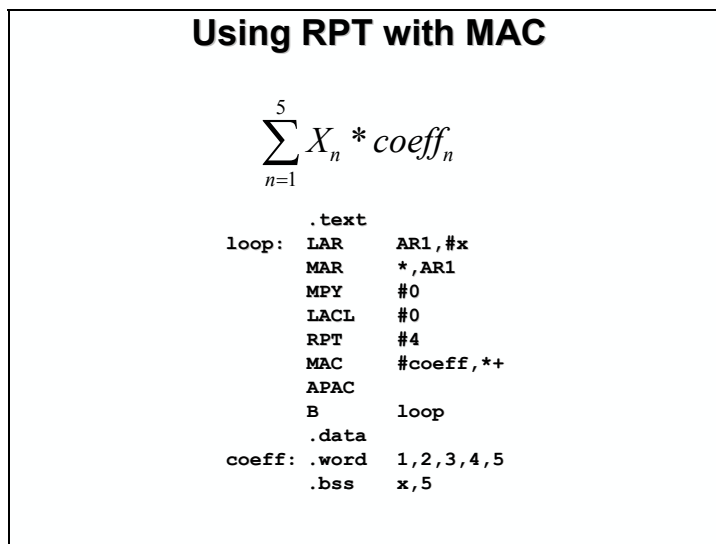 Using RPT with MAC
5
∑ Xn * coeffn
n=1
.text
loop: LAR AR1,#x
MAR *,AR1
MPY #0
LACL #0
RPT #4
MAC #coeff,*+
APAC
B loop
.data
coeff: .word 1,2,3,4,5
.bss x,5